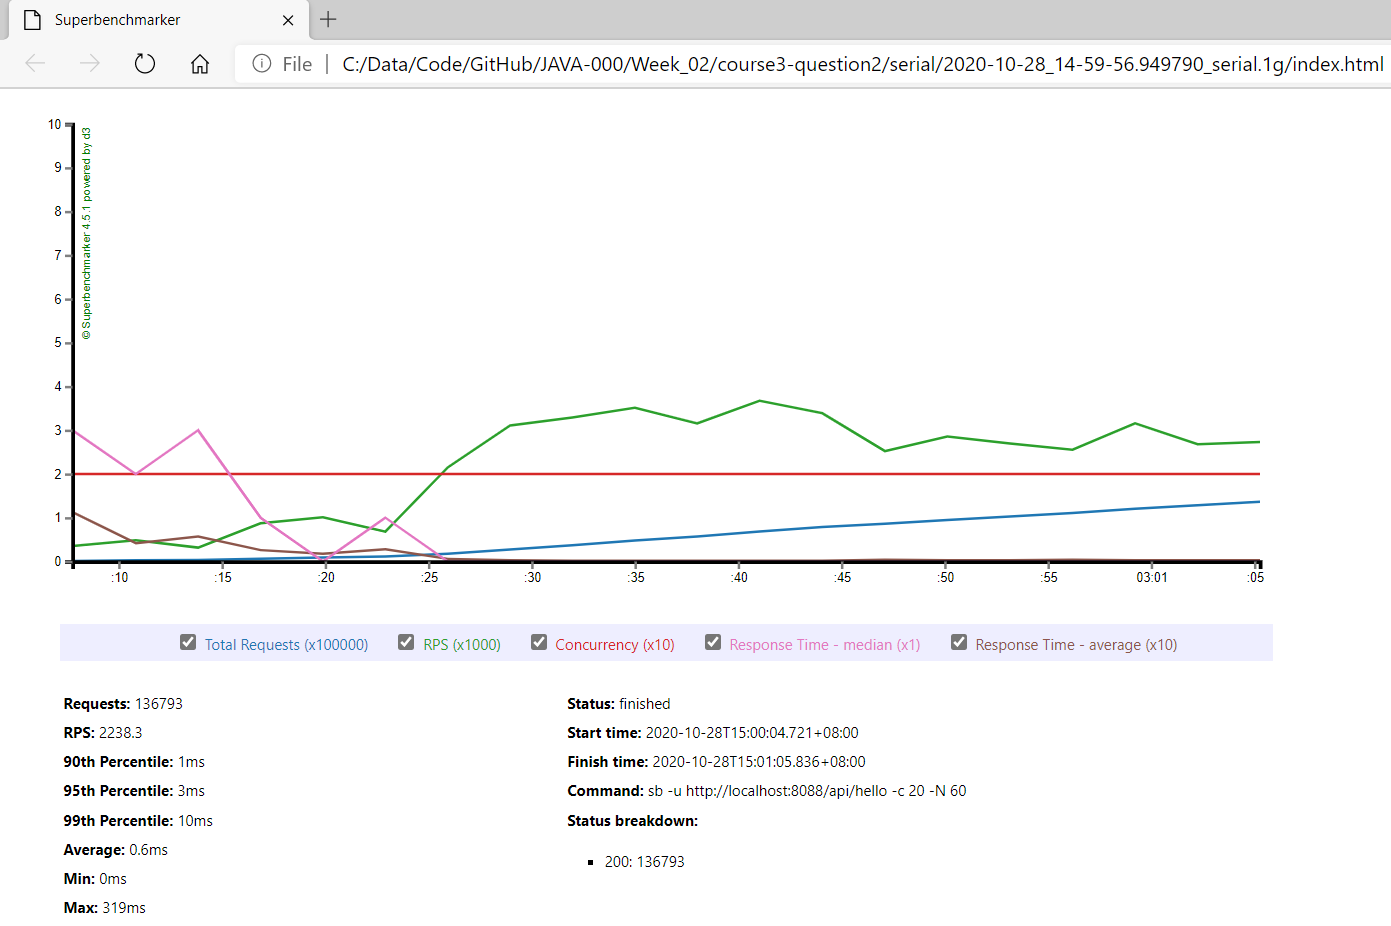 Superbenchmarker
File | C:/Data/Code/GitHub/JAVA-000/Week_02/course3-question2/serial/2020-10-28_14-59-56.949790_serial.1g/index.html
© Superbenchmarker 4.5.1 powered by d3
10
9
8
7
6
5
4
3
2
1
0
:10 :15 :20 :25 :30 :35 :40 :45 :50 :55 03:01 :05
Total Requests (x100000) RPS (x1000) Concurrency (x10) Response Time - median (x1) Response Time - average (x10)
Requests: 136793
RPS: 2238.3
90th Percentile: 1ms
95th Percentile: 3ms
99th Percentile: 10ms
Average: 0.6ms
Min: 0ms
Max: 319ms
Status: finished
Start time: 2020-10-28T15:00:04.721+08:00
Finish time: 2020-10-28T15:01:05.836+08:00
Command: sb -u http://localhost:8088/api/hello -c 20 -N 60
Status breakdown:
200: 136793